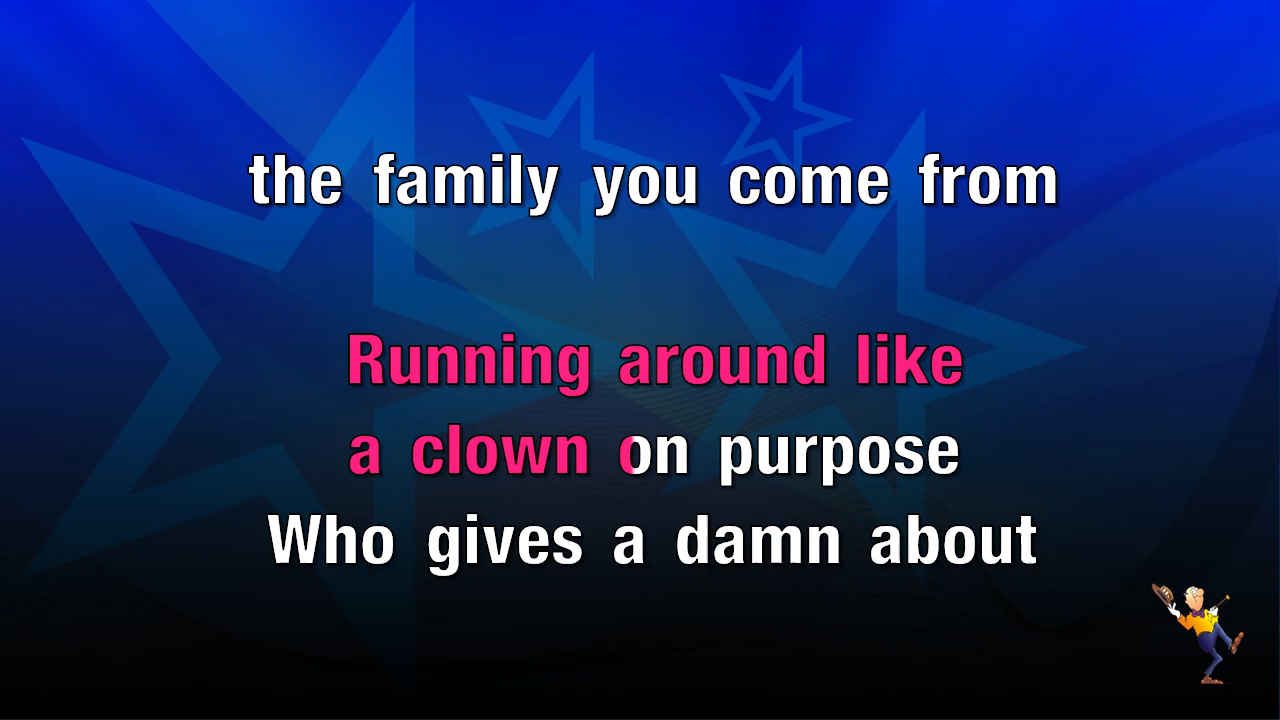 the family you come from
Running around like
a clown on purpose
Who gives a damn about